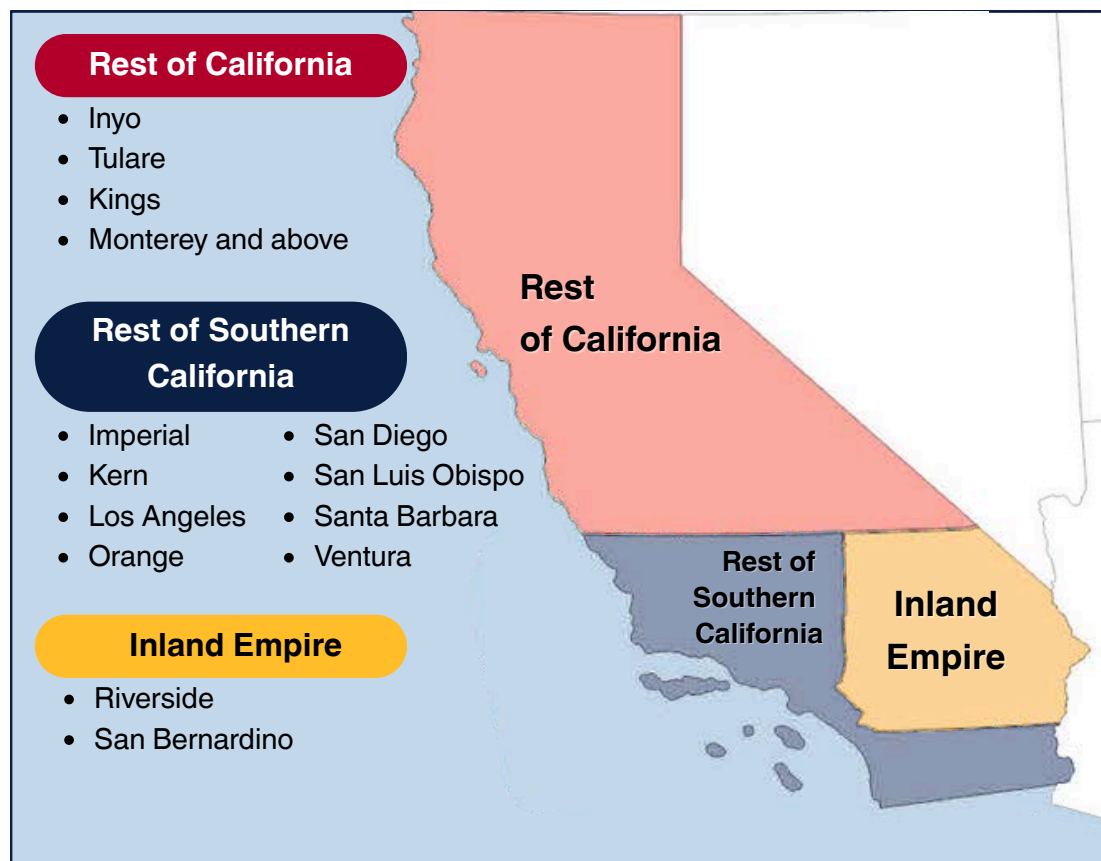 Rest of California
• Inyo
• Tulare
• Kings
• Monterey and above
Rest of Southern
California
• Imperial
• Kern
• Los Angeles
• Orange
• San Diego
• San Luis Obispo
• Santa Barbara
• Ventura
Inland Empire
• Riverside
• San Bernardino
Rest
of California
Rest of
Southern
California
Inland
Empire